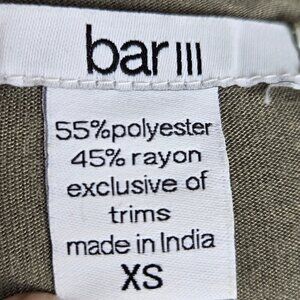 bar III
55%polyester
45% rayon
exclusive of
trims
made in India
XS